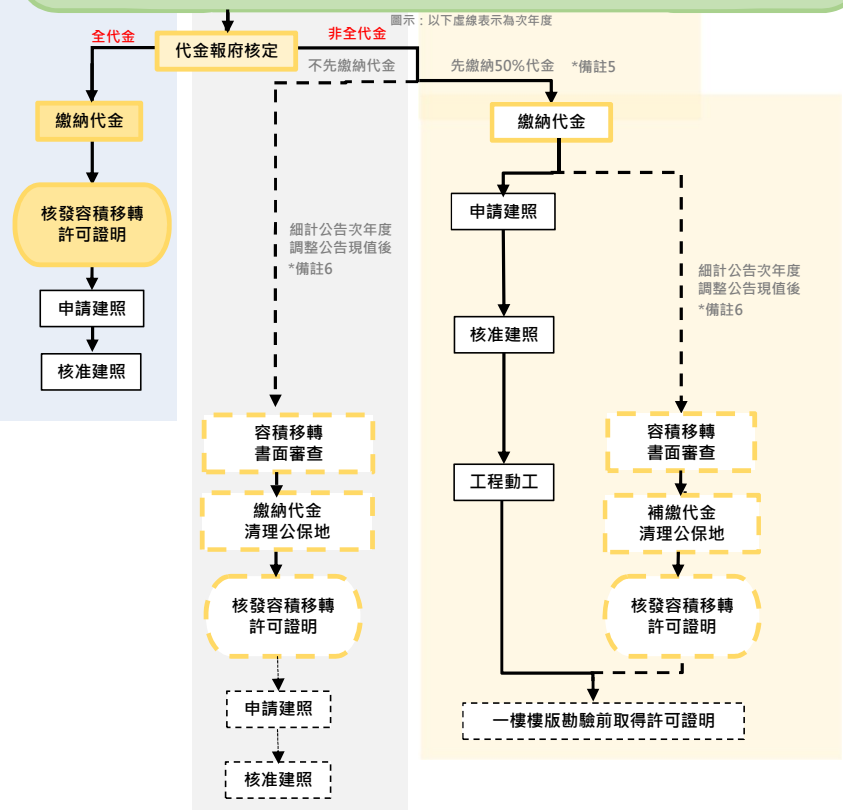 圖示：以下虛線表示為次年度
全代金
代金報府核定
非全代金
不先繳納代金
先繳納50%代金
*備註5
繳納代金
核發容積移轉
許可證明
申請建照
核准建照
細計公告次年度
調整公告現值後
*備註6
容積移轉
書面審查
繳納代金
清理公保地
核發容積移轉
許可證明
申請建照
核准建照
繳納代金
申請建照
核准建照
工程動工
細計公告次年度
調整公告現值後
*備註6
容積移轉
書面審查
補繳代金
清理公保地
核發容積移轉
許可證明
一樓樓版勘驗前取得許可證明